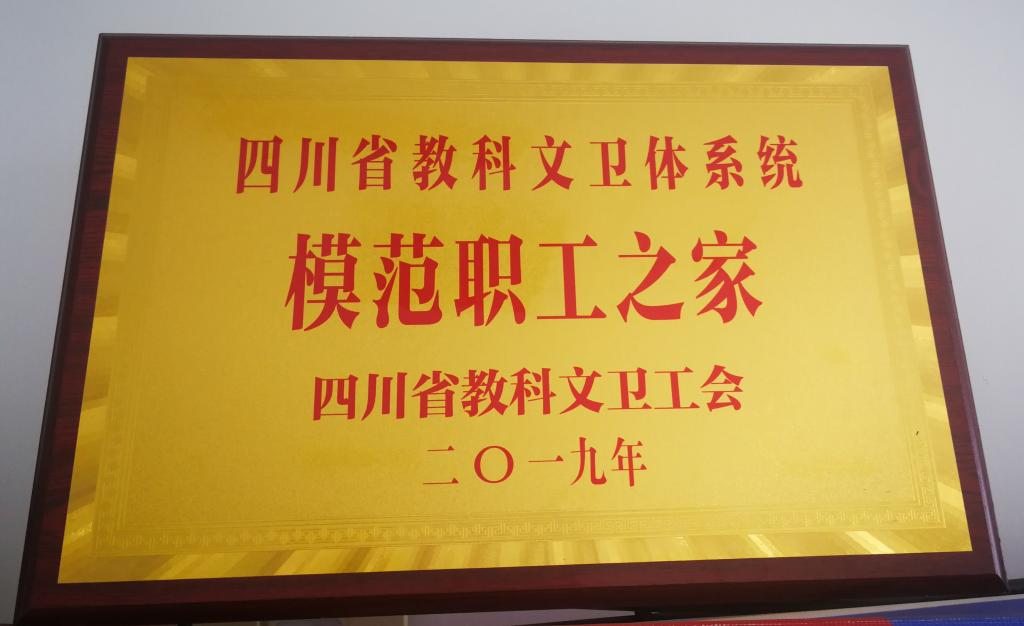 四川省教科文卫体系统
模范职工之家
四川省教科文卫工会
二〇一九年